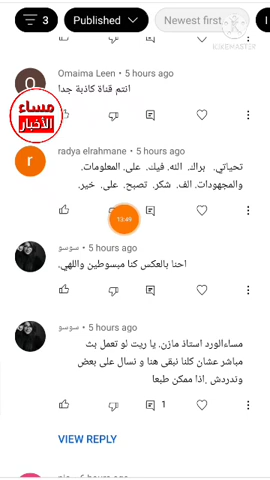 3
Published
Newest first
KINEMASTER
Omaima Leen • 5 hours ago
انتم قناة كاذبة جدا
مساء
الأخبار
radya elrahmane • 5 hours ago
تحياتي. براك. الله. فيك. على. المعلومات.
والمجهودات. الف. شكر. تصبح. على. خير.
13:49
سوسو • 5 hours ago
احنا بالعكس كنا مبسوطين واللهي.
سوسو • 5 hours ago
مساءالورد استاذ مازن. يا ريت لو تعمل بث
مباشر عشان كلنا نبقى هنا و نسال على بعض
وندردش .اذا ممكن طبعا
1
VIEW REPLY